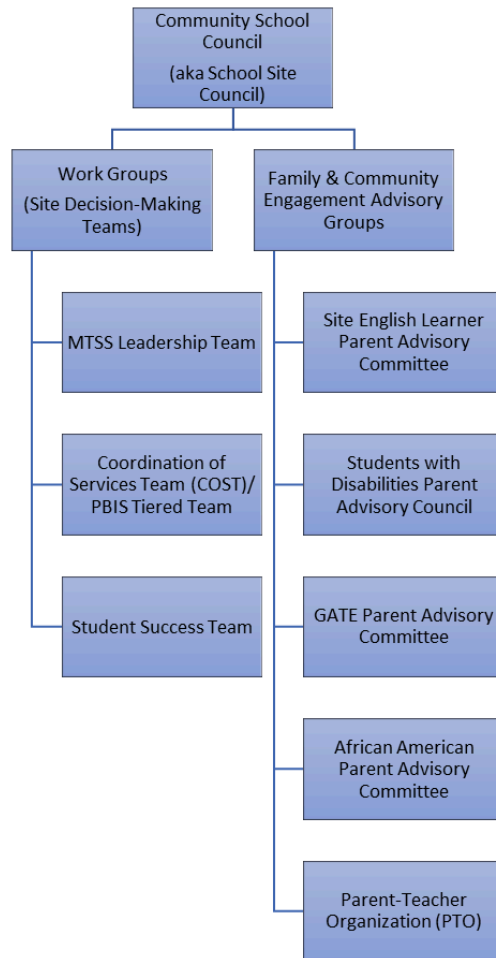 Community School
Council
(aka School Site
Council)
Work Groups
(Site Decision-Making
Teams)
Family & Community
Engagement Advisory
Groups
MTSS Leadership Team
Coordination of
Services Team (COST)/
PBIS Tiered Team
Student Success Team
Site English Learner
Parent Advisory
Committee
Students with
Disabilities Parent
Advisory Council
GATE Parent Advisory
Committee
African American
Parent Advisory
Committee
Parent-Teacher
Organization (PTO)